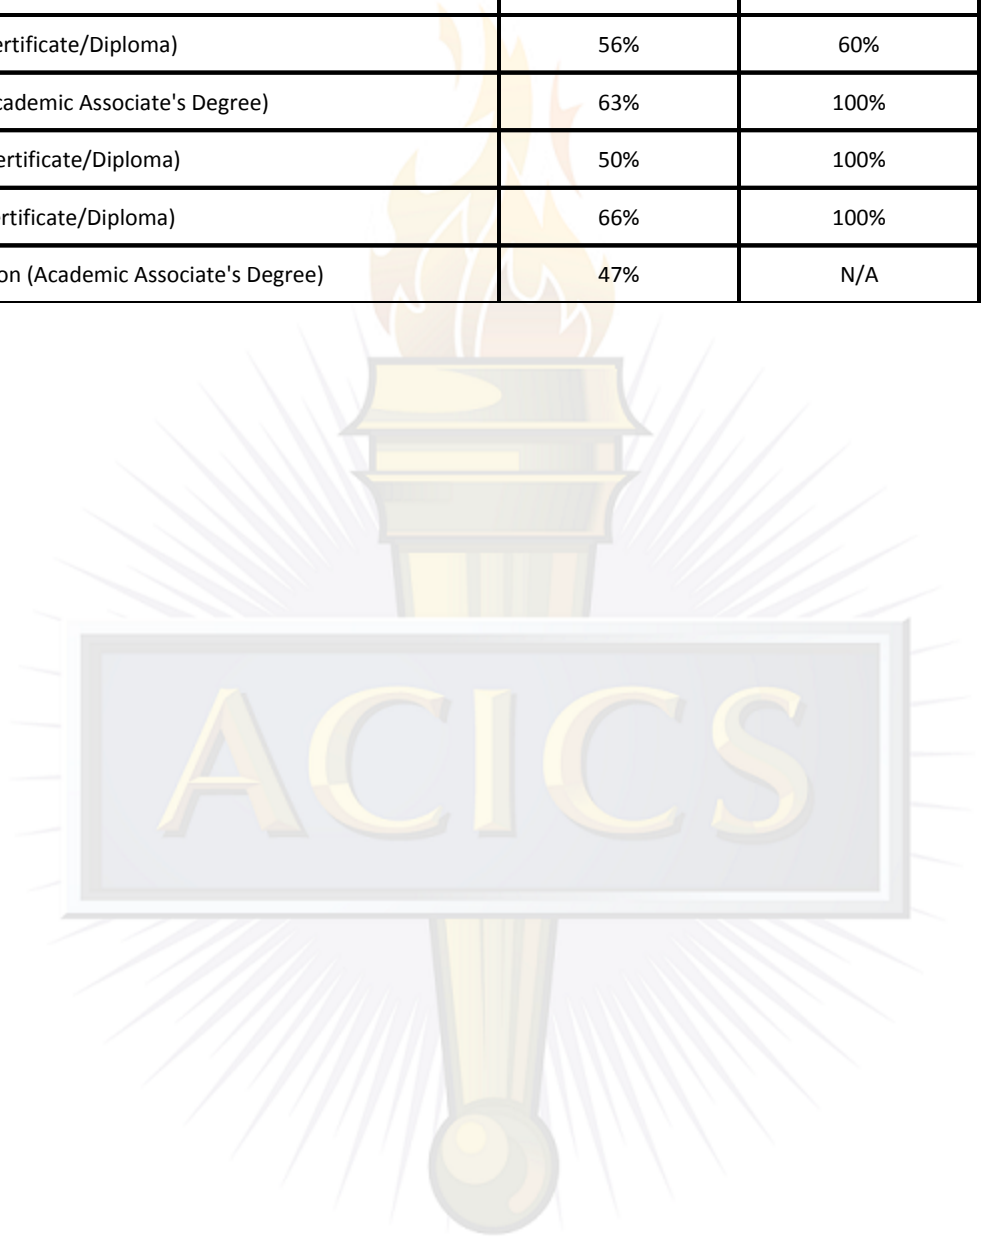 ertificate/Diploma) 56% 60%
cademic Associate's Degree) 63% 100%
ertificate/Diploma) 50% 100%
rtificate/Diploma) 66% 100%
on (Academic Associate's Degree) 47% N/A
ACICS